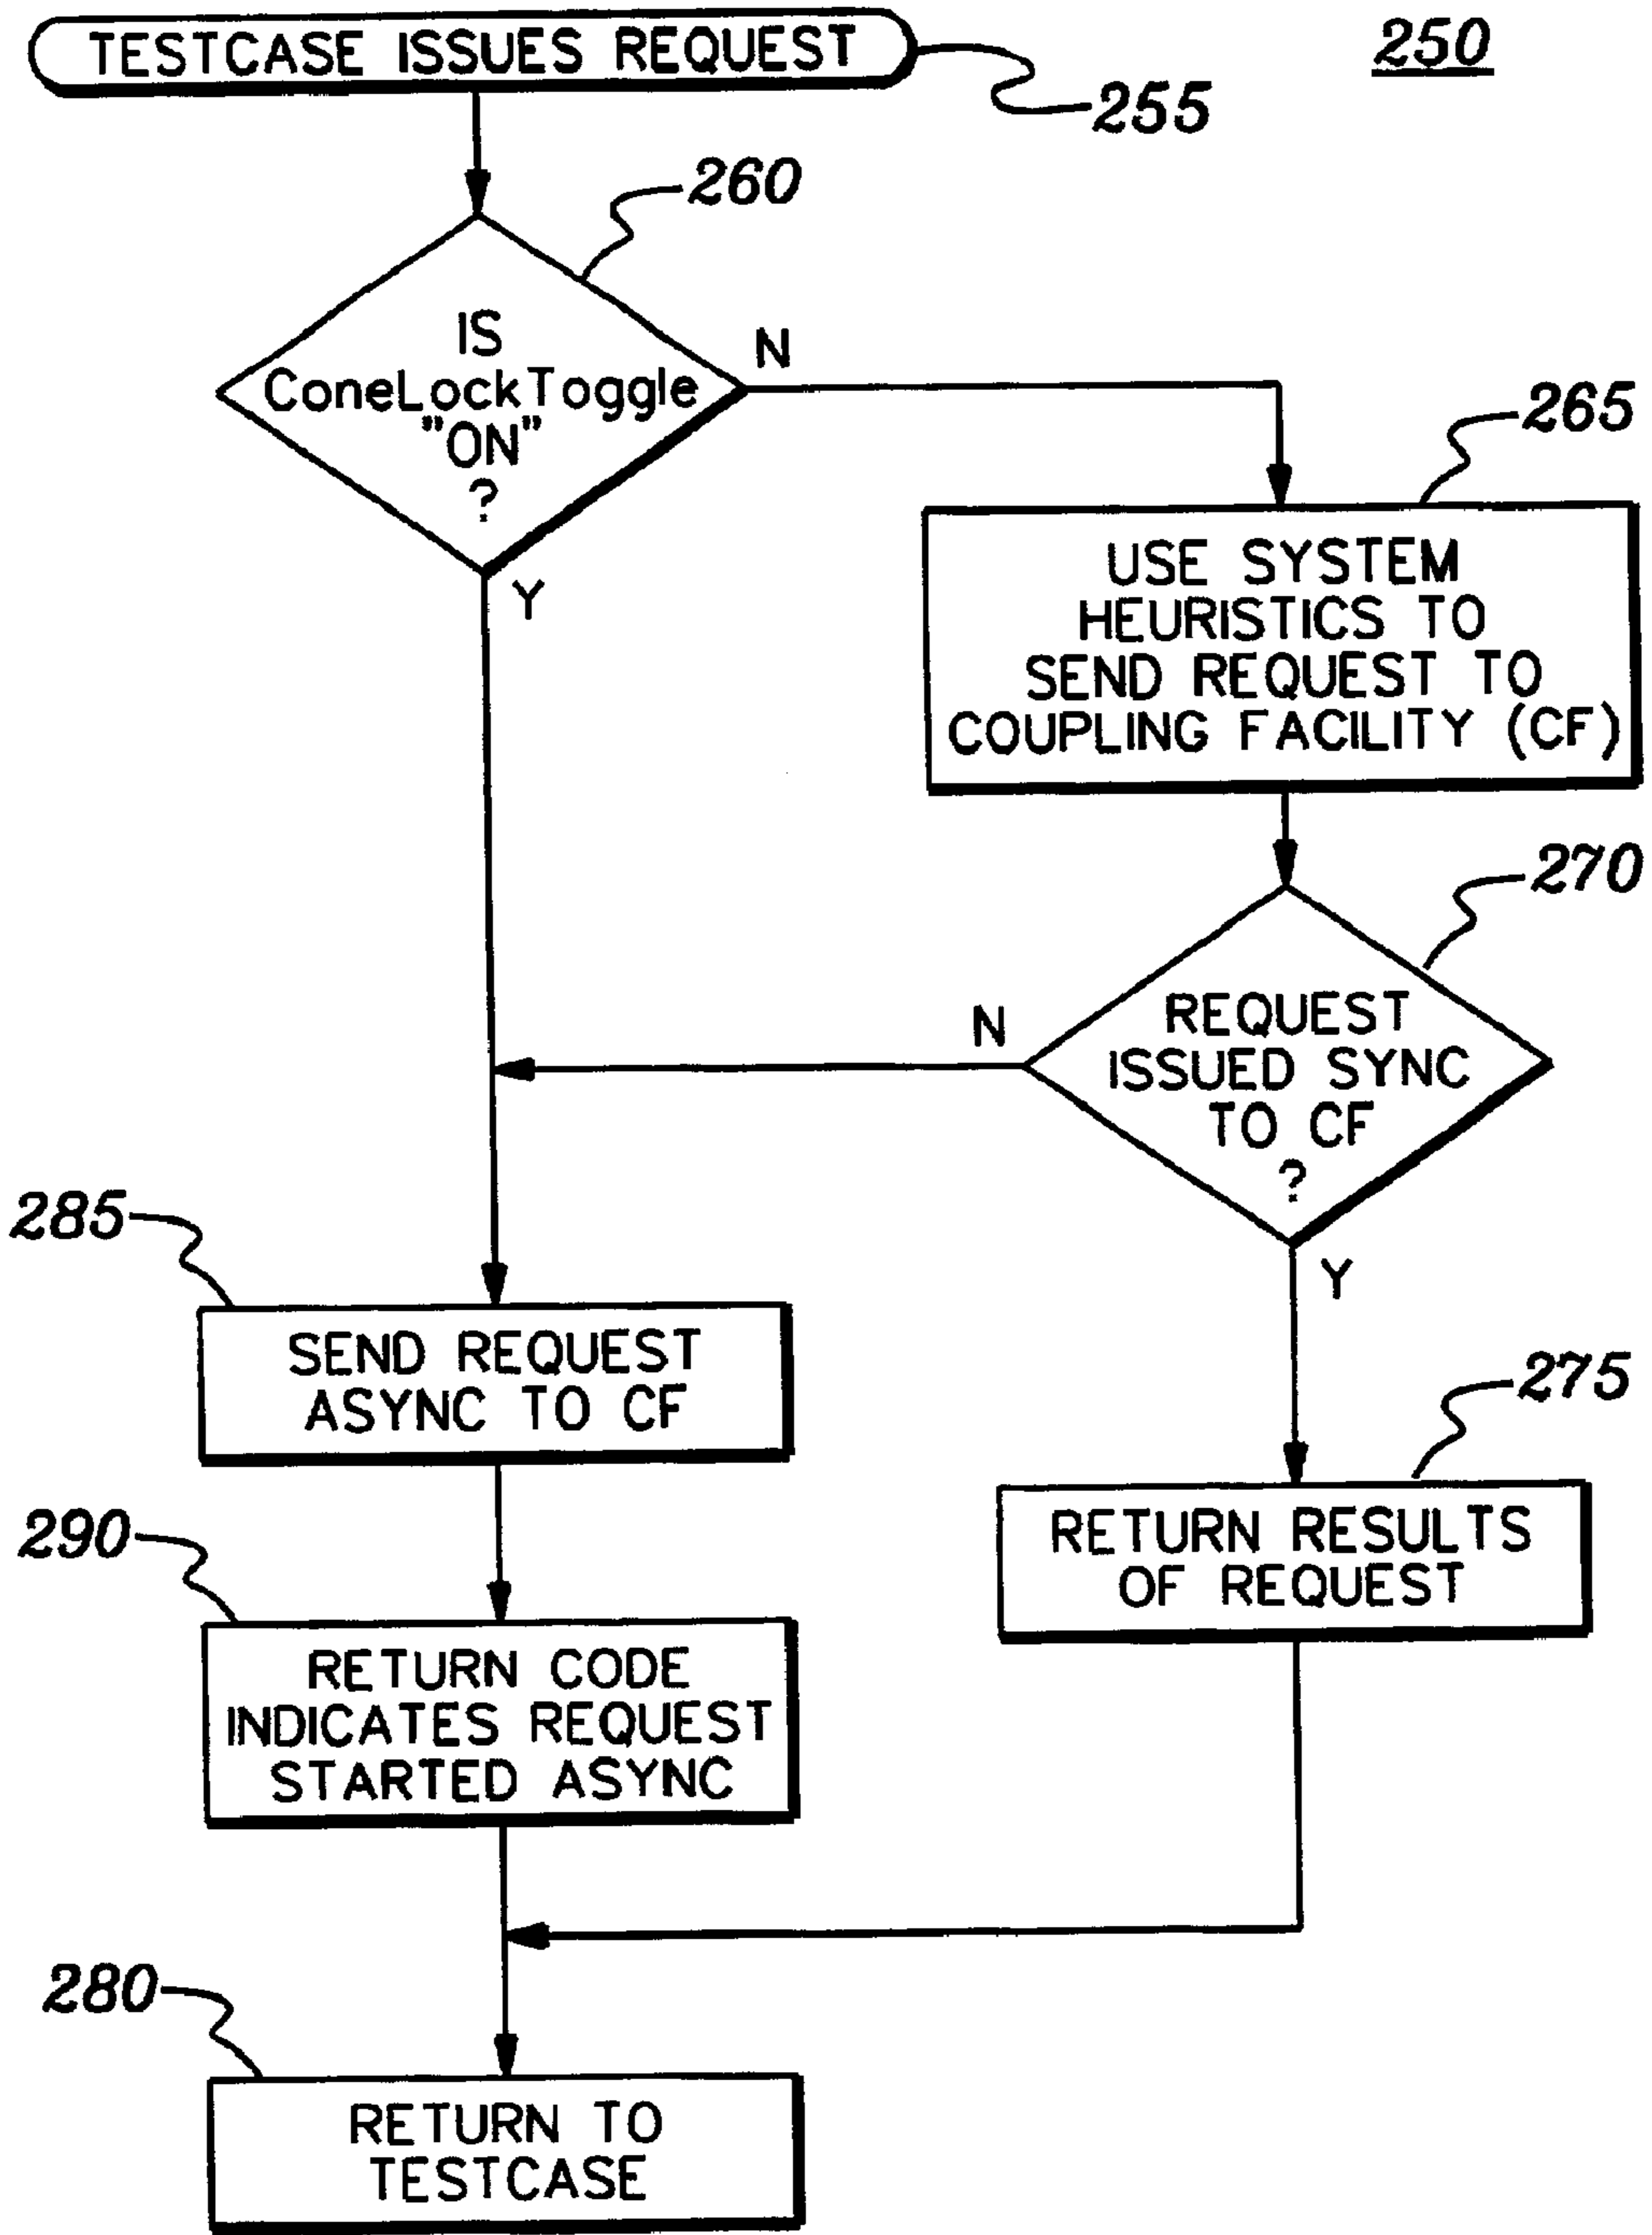 TESTCASE ISSUES REQUEST
250
255
260
IS
ConeLockToggle
"ON"
?
N
Y
265
USE SYSTEM
HEURISTICS TO
SEND REQUEST TO
COUPLING FACILITY (CF)
270
REQUEST
ISSUED SYNC
TO CF
?
N
Y
285
SEND REQUEST
ASYNC TO CF
275
RETURN RESULTS
OF REQUEST
290
RETURN CODE
INDICATES REQUEST
STARTED ASYNC
280
RETURN TO
TESTCASE